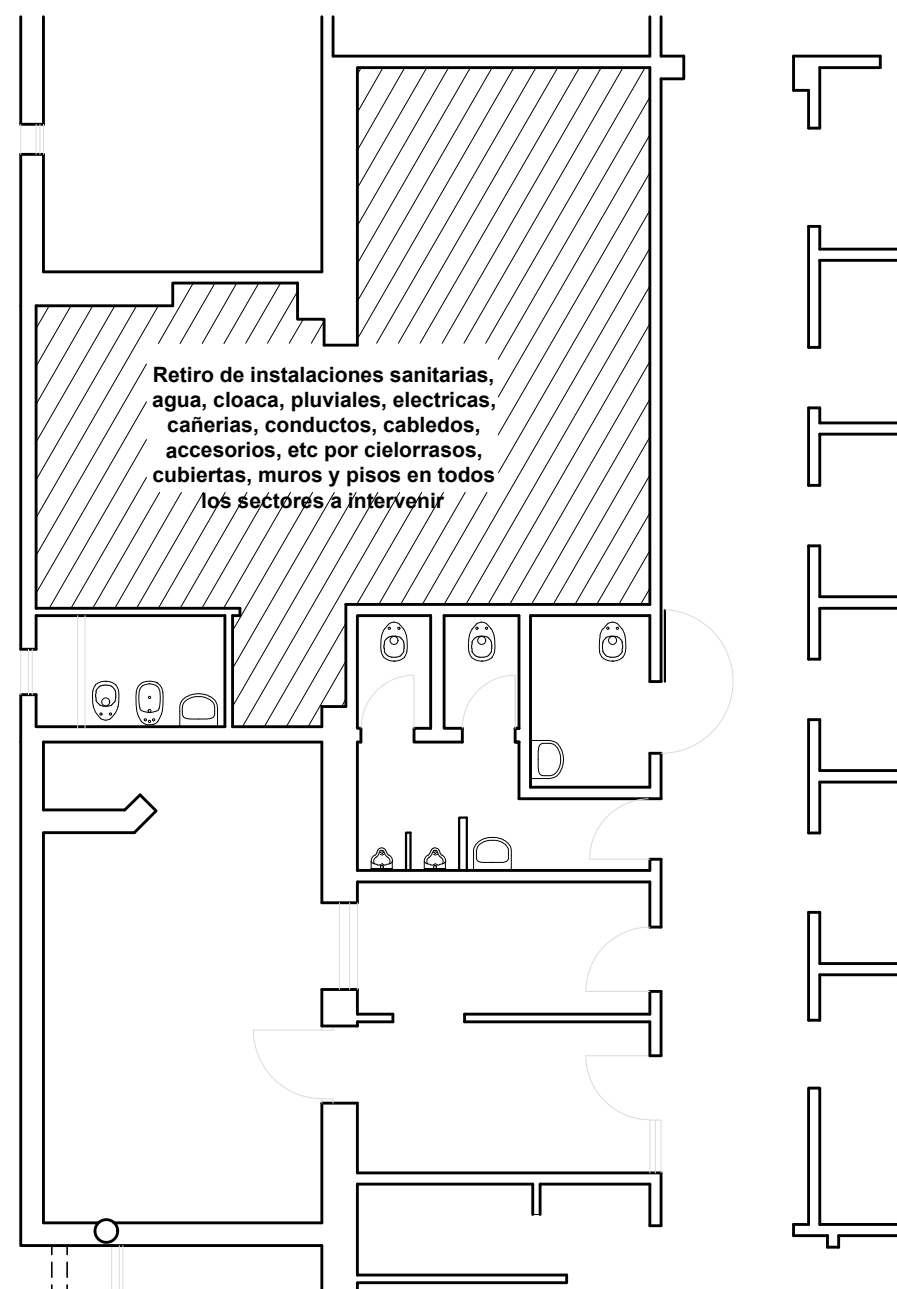 Retiro de instalaciones sanitarias,
agua, cloaca, pluviales, electricas,
cañerias, conductos, cabledos,
accesorios, etc por cielorrasos,
cubiertas, muros y pisos en todos
los sectores a intervenir